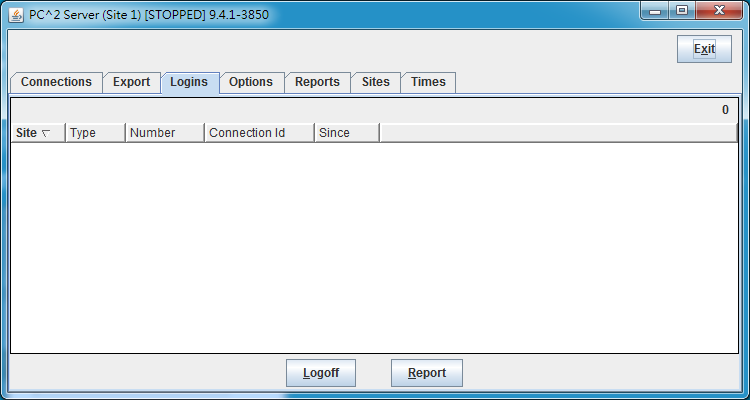 PC^2 Server (Site 1) [STOPPED] 9.4.1-3850
Exit
Connections Export Logins Options Reports Sites Times
0
Site Type Number Connection Id Since
Logoff Report